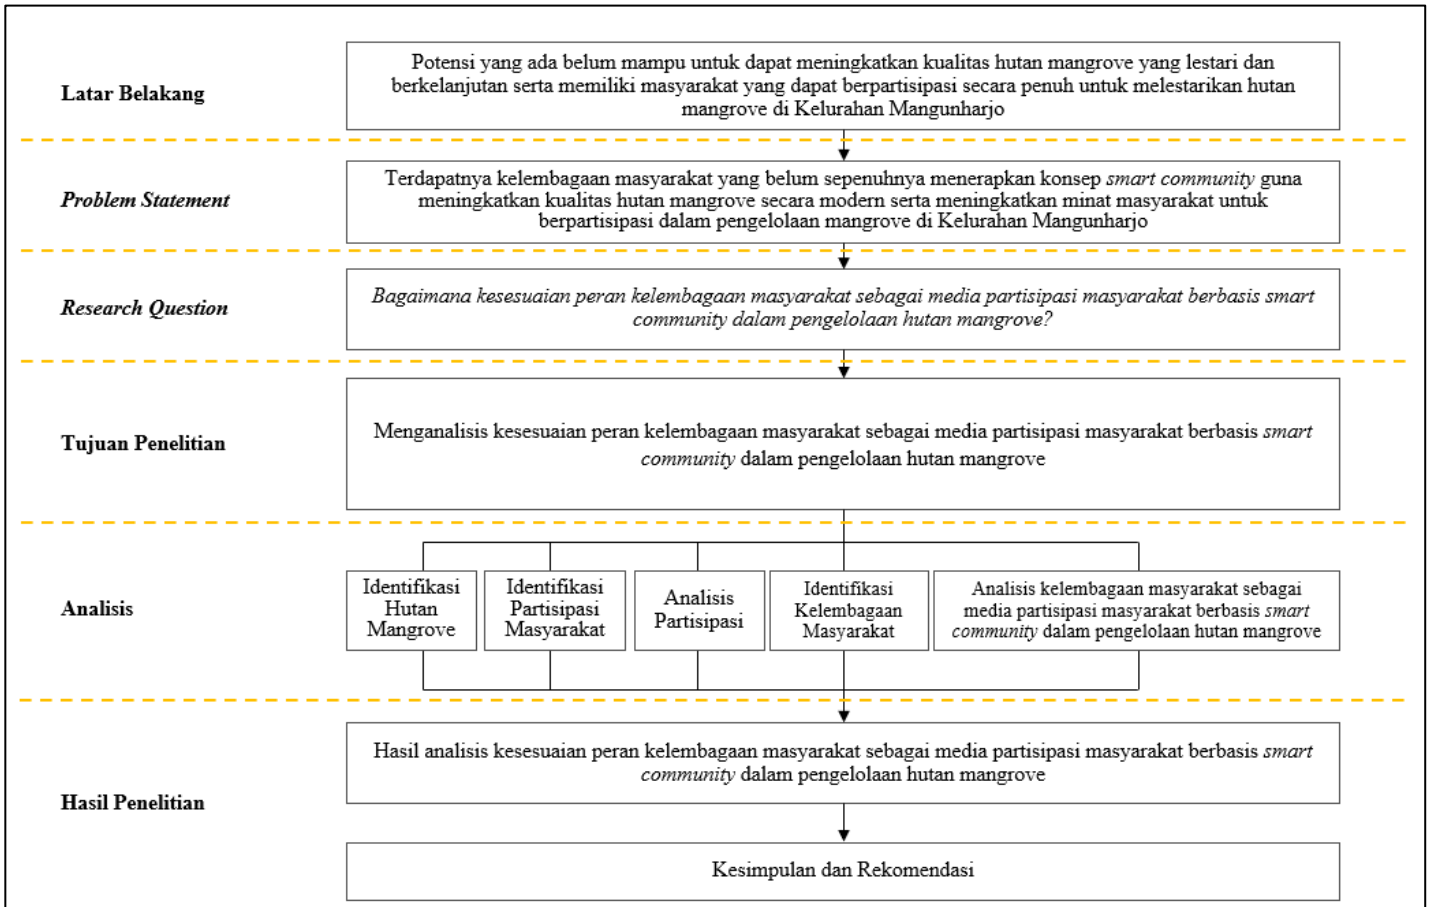 Latar Belakang
Potensi yang ada belum mampu untuk dapat meningkatkan kualitas hutan mangrove yang lestari dan
berkelanjutan serta memiliki masyarakat yang dapat berpartisipasi secara penuh untuk melestarikan hutan
mangrove di Kelurahan Mangunharjo
Problem Statement
Terdapatnya kelembagaan masyarakat yang belum sepenuhnya menerapkan konsep smart community guna
meningkatkan kualitas hutan mangrove secara modern serta meningkatkan minat masyarakat untuk
berpartisipasi dalam pengelolaan mangrove di Kelurahan Mangunharjo
Research Question
Bagaimana kesesuaian peran kelembagaan masyarakat sebagai media partisipasi masyarakat berbasis smart
community dalam pengelolaan hutan mangrove?
Tujuan Penelitian
Menganalisis kesesuaian peran kelembagaan masyarakat sebagai media partisipasi masyarakat berbasis smart
community dalam pengelolaan hutan mangrove
Analisis
Identifikasi
Hutan
Mangrove
Identifikasi
Partisipasi
Masyarakat
Analisis
Partisipasi
Identifikasi
Kelembagaan
Masyarakat
Analisis kelembagaan masyarakat sebagai
media partisipasi masyarakat berbasis smart
community dalam pengelolaan hutan mangrove
Hasil Penelitian
Hasil analisis kesesuaian peran kelembagaan masyarakat sebagai media partisipasi masyarakat berbasis smart
community dalam pengelolaan hutan mangrove
Kesimpulan dan Rekomendasi